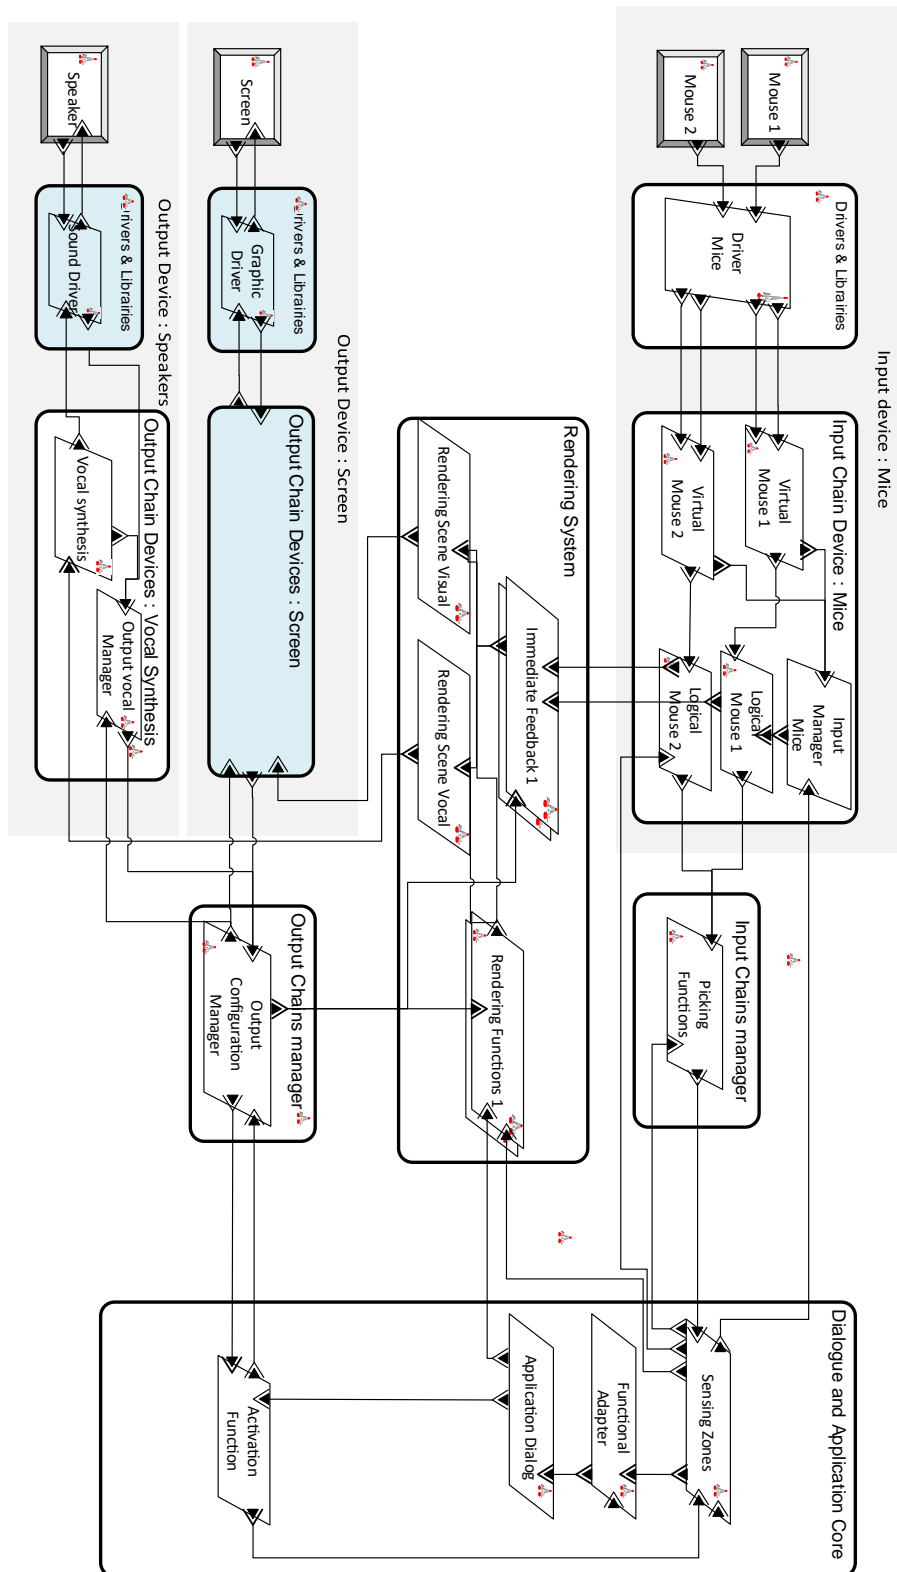 Input device : Mice
Mouse 1
Mouse 2
Drivers & Librairies
Driver
Mice
Input Chain Device : Mice
Virtual
Mouse 1
Virtual
Mouse 2
Input
Manager
Mice
Logical
Mouse 1
Logical
Mouse 2
Input Chains manager
Picking
Functions
Dialogue and Application Core
Sensing Zones
Functional
Adapter
Application Dialog
Activation
Function
Rendering System
Immediate Feedback 1
Rendering Scene Visual
Rendering Scene Vocal
Rendering Functions 1
Output Device : Screen
Screen
rivers & Librairies
Graphic
Driver
Output Chain Devices : Screen
Output Chains manager
Output
Configuration
Manager
Output Device : Speakers
Speaker
rivers & Librairies
Sound Driver
Output Chain Devices : Vocal Synthesis
Vocal synthesis
Output vocal
Manager